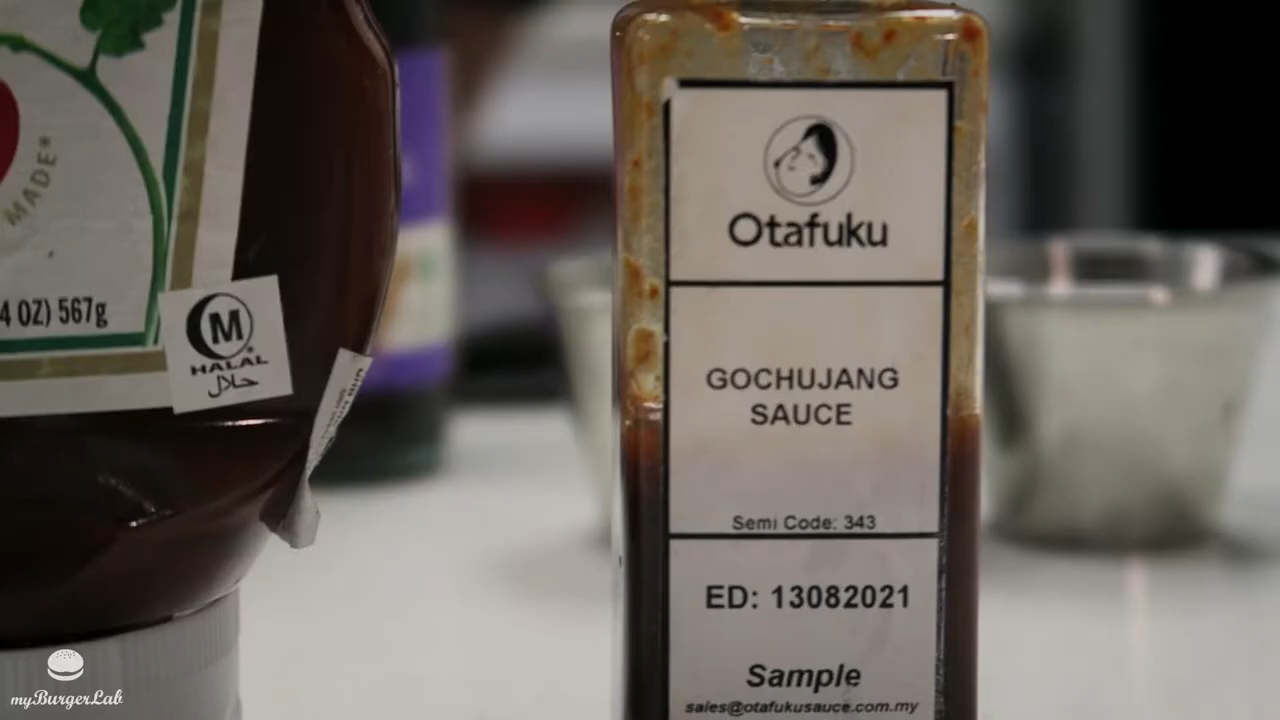 MADE*
4 OZ) 567g
M
HALAL
حلال
Otafuku
GOCHUJANG
SAUCE
Semi Code: 343
ED: 13082021
Sample
sales@otafukusauce.com.my
myBurgerLab